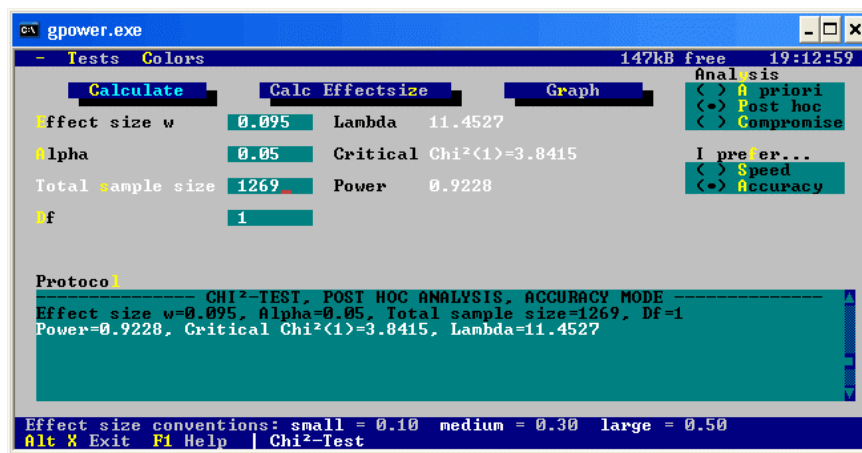 gpower.exe
- Tests Colors 147kB free 19:12:59
Calculate Calc Effectsize Graph Analysis
( ) A priori
Effect size w 0.095 Lambda 11.4527 (•) Post hoc
( ) Compromise
Alpha 0.05 Critical Chi²(1)=3.8415 I prefer...
( ) Speed
Total sample size 1269_ Power 0.9228 (•) Accuracy
Df 1
Protocol
--------------- CHI²-TEST, POST HOC ANALYSIS, ACCURACY MODE ---------------
Effect size w=0.095, Alpha=0.05, Total sample size=1269, Df=1
Power=0.9228, Critical Chi²(1)=3.8415, Lambda=11.4527
Effect size conventions: small = 0.10 medium = 0.30 large = 0.50
Alt X Exit F1 Help | Chi²-Test